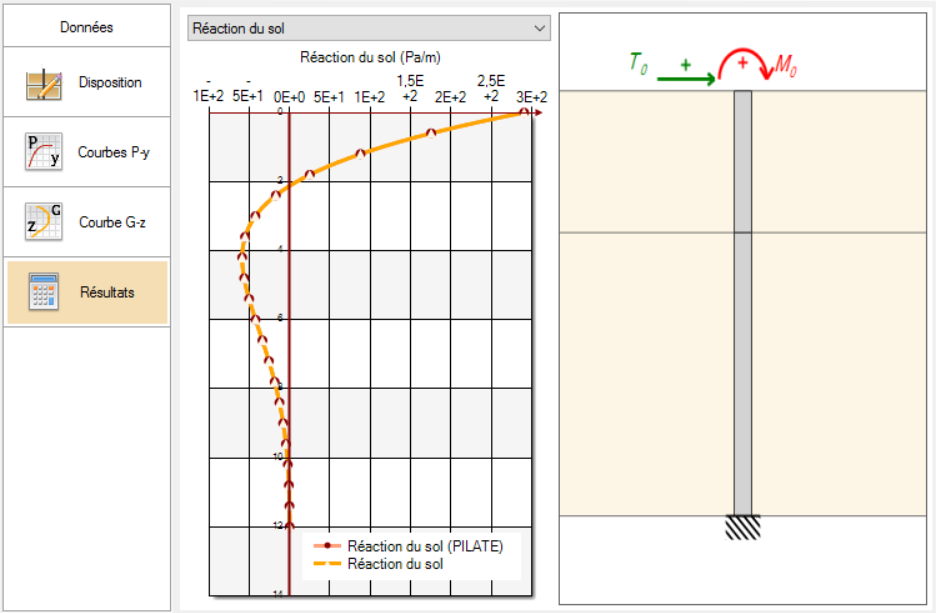 Données
Disposition
P
y
Courbes P-y
G
z
Courbe G-z
Résultats
Réaction du sol
Réaction du sol (Pa/m)
- - 1,5E 2,5E
1E+2 5E+1 0E+0 5E+1 1E+2 +2 2E+2 +2 3E+2
0
2
4
6
8
10
12
14
Réaction du sol (PILATE)
Réaction du sol
T0 + + M0